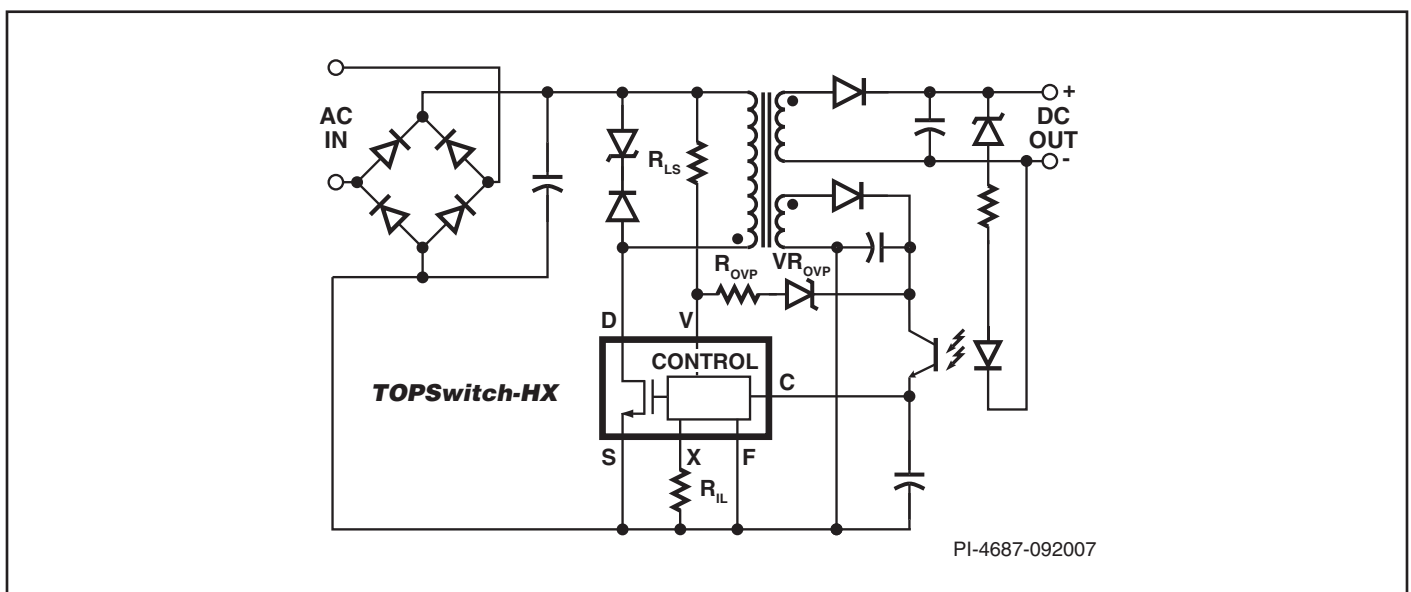 AC
IN
+
DC
OUT
-
R_LS
R_OVP
VR_OVP
D
V
CONTROL
C
TOPSwitch-HX
S
X
F
R_IL
PI-4687-092007